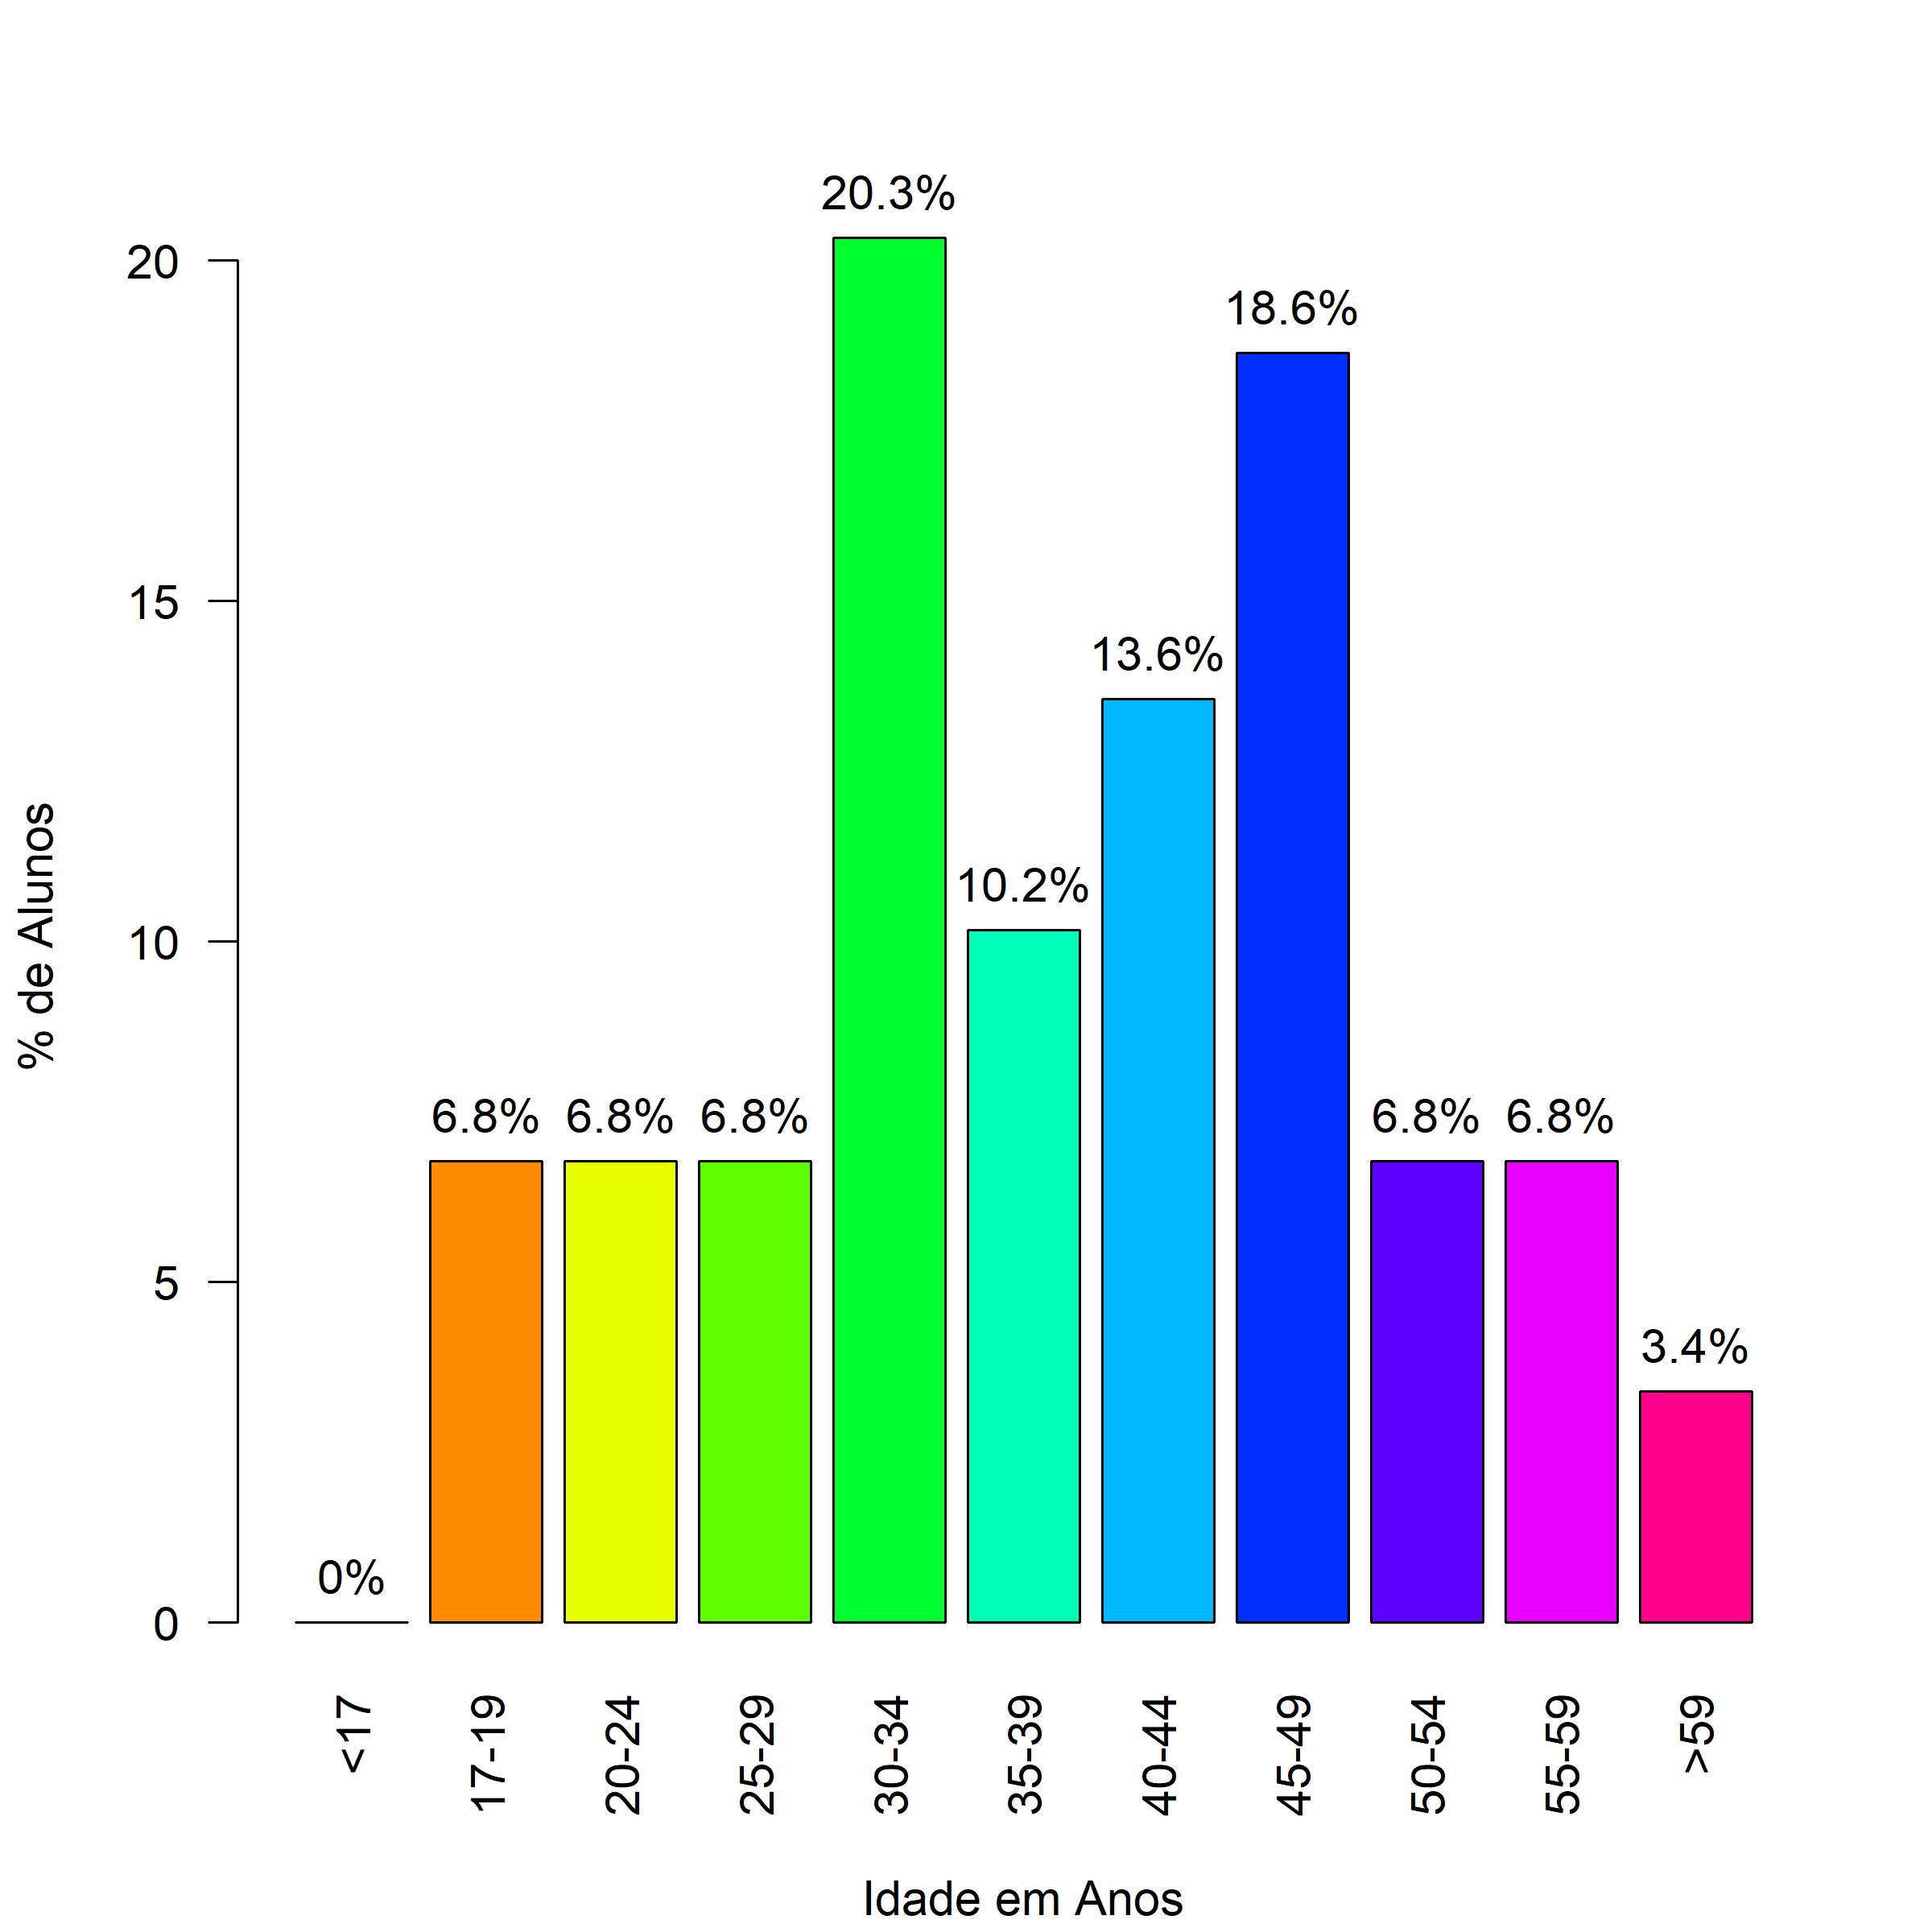 20.3%
18.6%
13.6%
10.2%
6.8% 6.8% 6.8% 6.8% 6.8%
3.4%
0%
20
15
10
5
0
% de Alunos
<17 17-19 20-24 25-29 30-34 35-39 40-44 45-49 50-54 55-59 >59
Idade em Anos